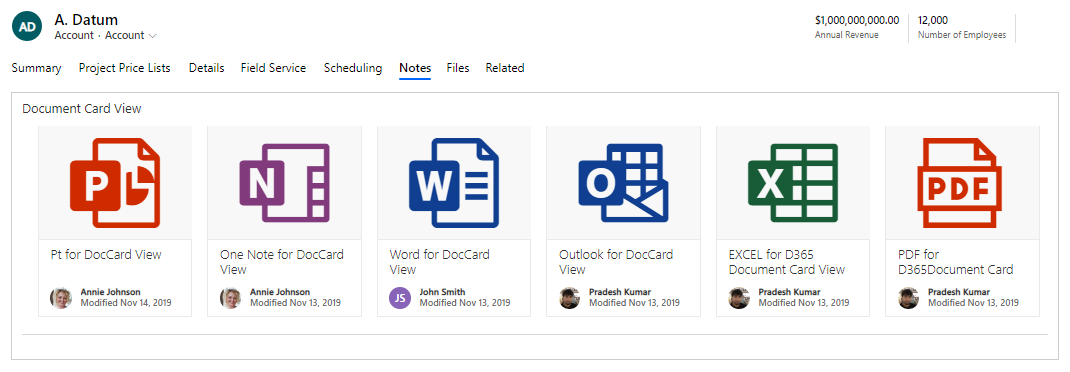 AD
A. Datum
Account · Account
$1,000,000,000.00
Annual Revenue
12,000
Number of Employees
Summary Project Price Lists Details Field Service Scheduling Notes Files Related
Document Card View
P
Pt for DocCard View
Annie Johnson
Modified Nov 14, 2019
N
One Note for DocCard
View
Annie Johnson
Modified Nov 13, 2019
W
Word for DocCard
View
JS
John Smith
Modified Nov 13, 2019
O
Outlook for DocCard
View
Pradesh Kumar
Modified Nov 13, 2019
X
EXCEL for D365
Document Card View
Pradesh Kumar
Modified Nov 13, 2019
PDF
PDF for
D365Document Card
Pradesh Kumar
Modified Nov 13, 2019